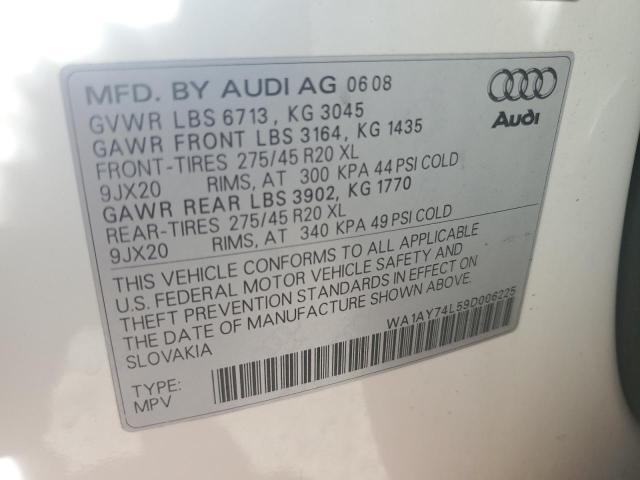 MFD. BY AUDI AG 0608
GVWR LBS 6713, KG 3045
GAWR FRONT LBS 3164, KG 1435
FRONT-TIRES 275/45 R20 XL
9JX20 RIMS, AT 300 KPA 44 PSI COLD
GAWR REAR LBS 3902, KG 1770
REAR-TIRES 275/45 R20 XL
9JX20 RIMS, AT 340 KPA 49 PSI COLD
THIS VEHICLE CONFORMS TO ALL APPLICABLE
U.S. FEDERAL MOTOR VEHICLE SAFETY AND
THEFT PREVENTION STANDARDS IN EFFECT ON
THE DATE OF MANUFACTURE SHOWN ABOVE.
SLOVAKIA
WA1AY74L59D006225
TYPE:
MPV
Audi